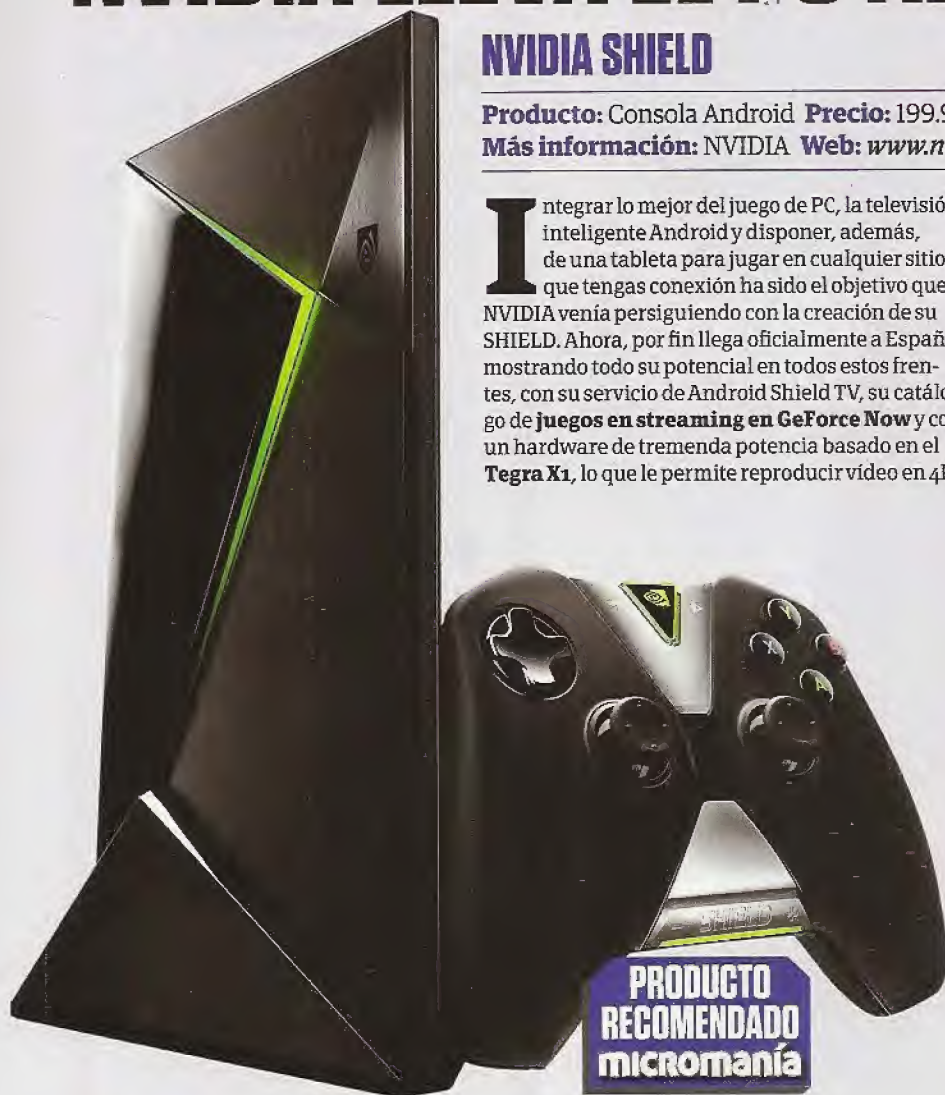 NVIDIA SHIELD
Producto: Consola Android Precio: 199.9
Más información: NVIDIA Web: www.n
Integrar lo mejor del juego de PC, la televisió
inteligente Android y disponer, además,
de una tableta para jugar en cualquier sitio
que tengas conexión ha sido el objetivo que
NVIDIA venía persiguiendo con la creación de su
SHIELD. Ahora, por fin llega oficialmente a Españ
mostrando todo su potencial en todos estos fren-
tes, con su servicio de Android Shield TV, su catálo
go de juegos en streaming en GeForce Now y co
un hardware de tremenda potencia basado en el
Tegra X1, lo que le permite reproducir vídeo en 4
Y
X
A
SHIELD
PRODUCTO
RECOMENDADO
micromanía